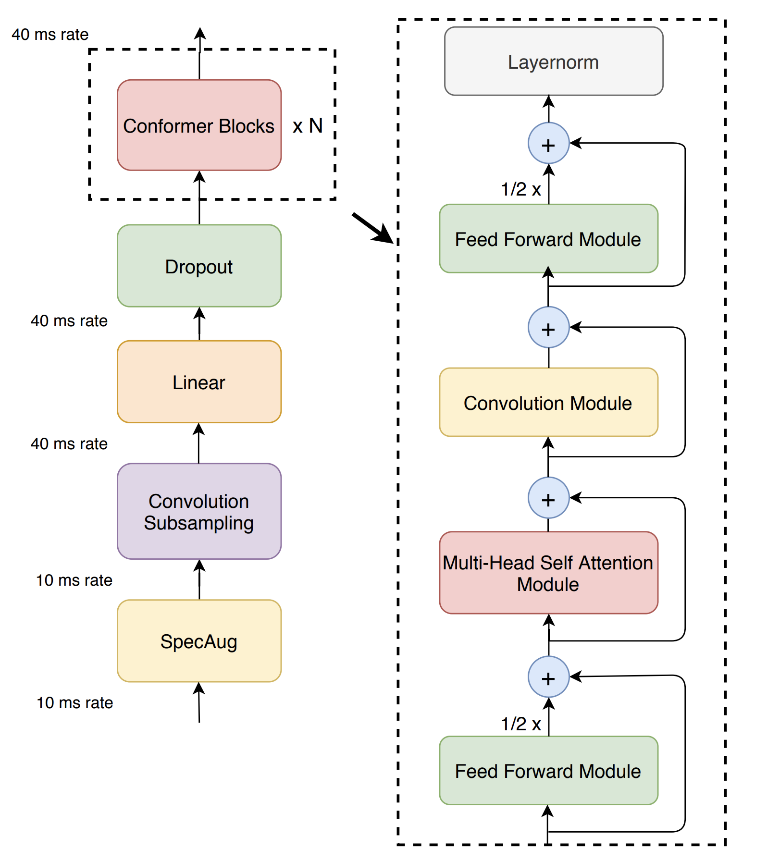 40 ms rate
Conformer Blocks
x N
Dropout
40 ms rate
Linear
40 ms rate
Convolution
Subsampling
10 ms rate
SpecAug
10 ms rate
Layernorm
+
1/2 x
Feed Forward Module
+
Convolution Module
+
Multi-Head Self Attention
Module
+
1/2 x
Feed Forward Module